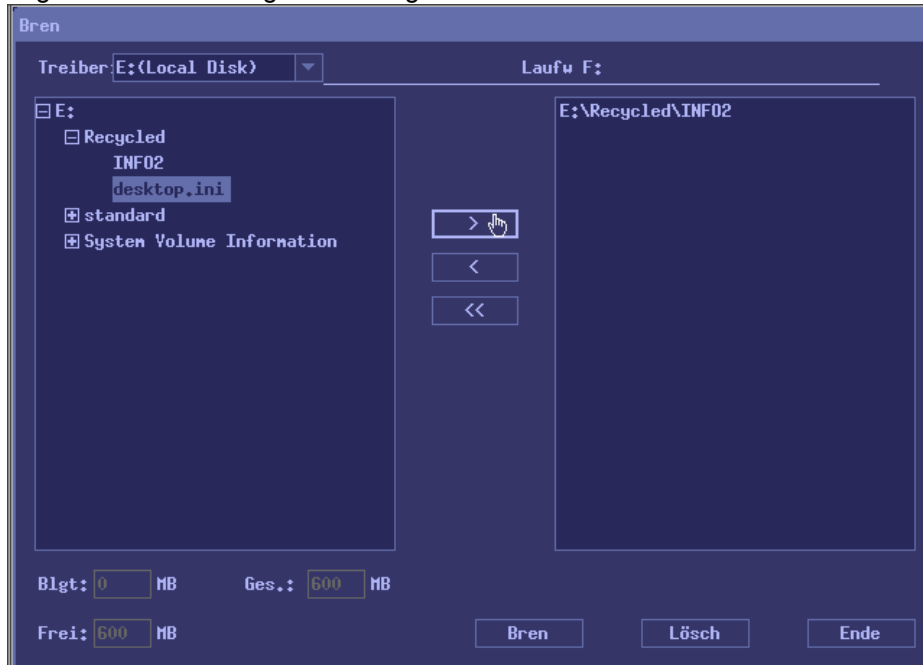 Bren
Treiber: E:(Local Disk) Laufw F:
E:
Recycled
INFO2
desktop.ini
standard
System Volume Information
E:\Recycled\INFO2
>
<
<<
Blgt: 0 MB Ges.: 600 MB
Frei: 600 MB
Bren Lösch Ende